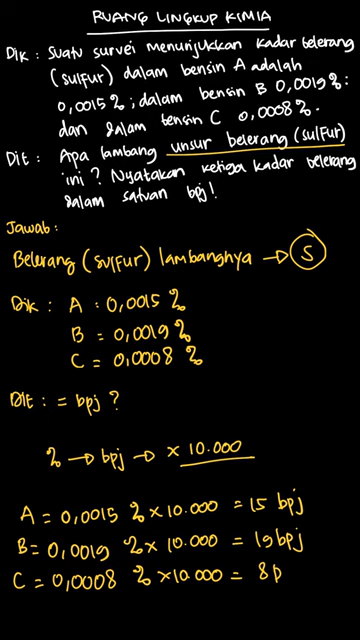 RUANG LINGKUP KIMIA
Dik : Suatu survei menunjukkan kadar belerang
(sulfur) dalam bensin A adalah
0,0015 %; dalam bensin B 0,0019 %;
dan dalam bensin C 0,0008 %.
Dit : Apa lambang unsur belerang (sulfur)
ini ? Nyatakan ketiga kadar belerang
dalam satuan bpj !
Jawab :
Belerang (sulfur) lambangnya → S
Dik : A = 0,0015 %
B = 0,0019 %
C = 0,0008 %
Dit : = bpj ?
% → bpj → × 10.000
A = 0,0015 % × 10.000 = 15 bpj
B = 0,0019 % × 10.000 = 19 bpj
C = 0,0008 % × 10.000 = 8 p